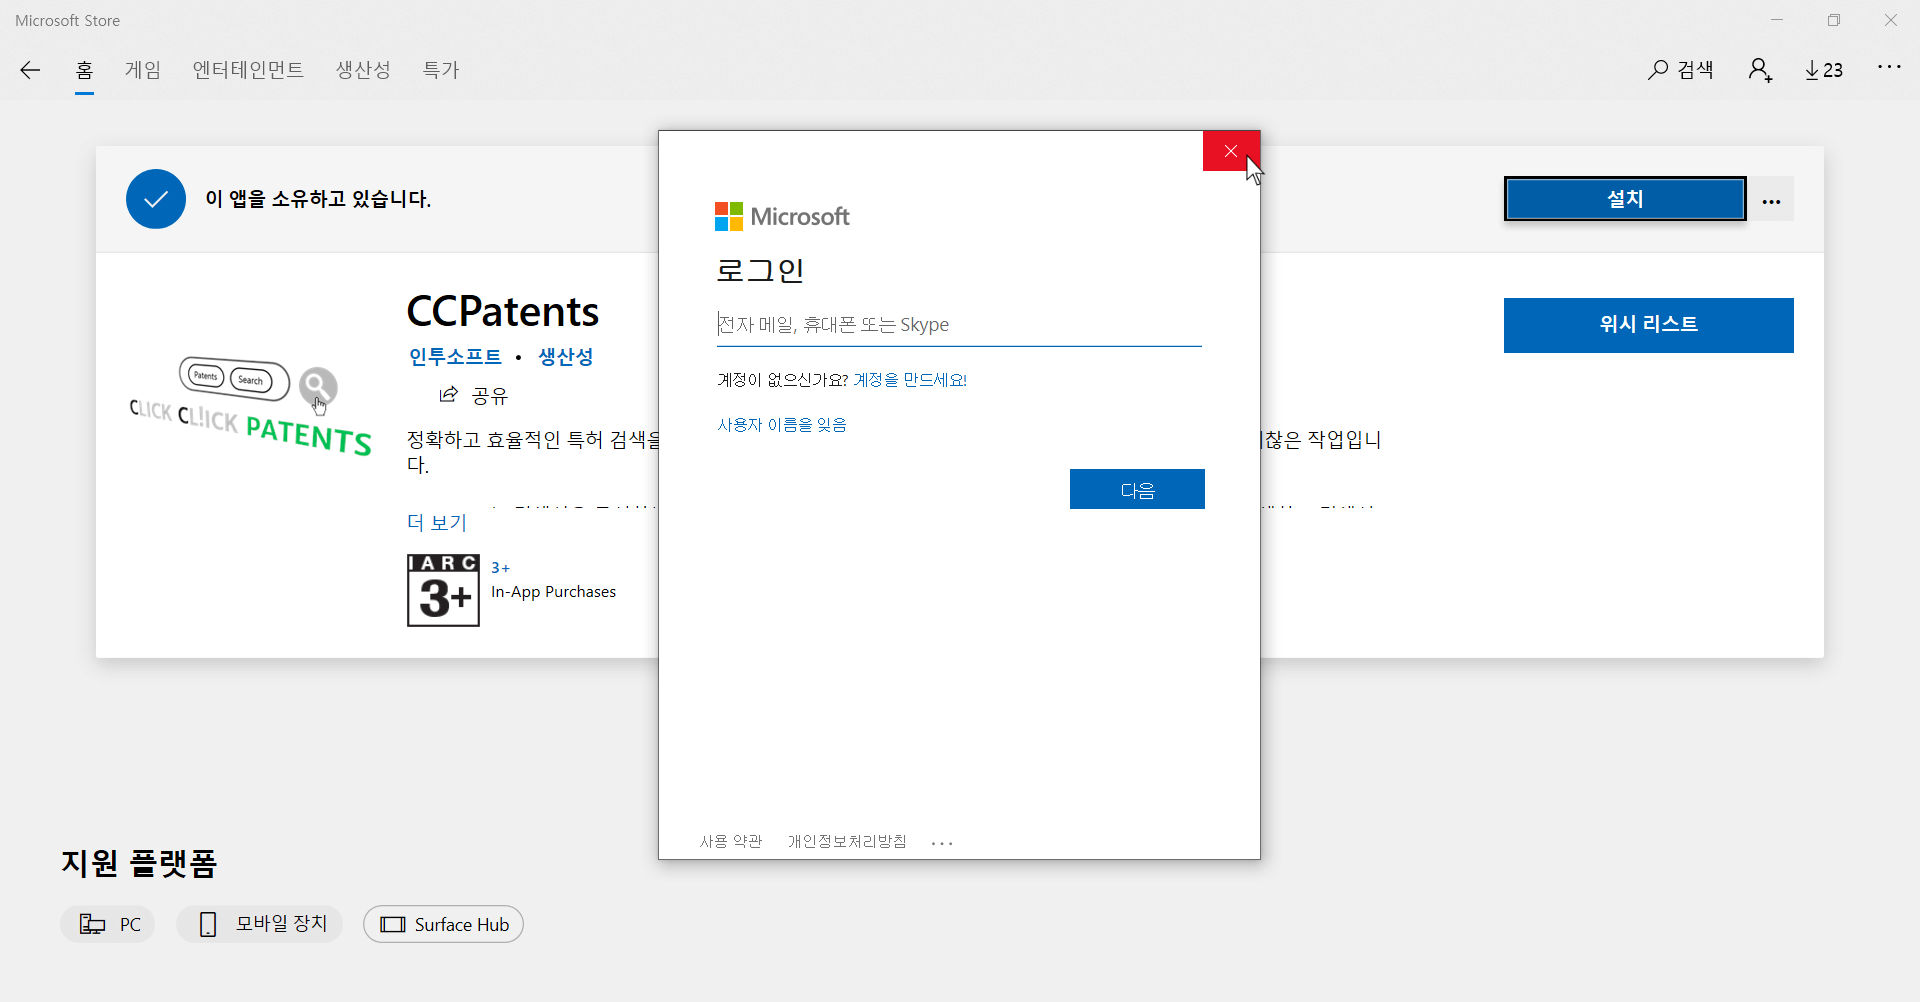 Microsoft Store
홈 게임 엔터테인먼트 생산성 특가
검색
23
이 앱을 소유하고 있습니다.
설치
CCPatents
인투소프트 • 생산성
공유
정확하고 효율적인 특허 검색을
찮은 작업입니
다.
더 보기
위시 리스트
Patents
Search
CLICK CL!ICK PATENTS
IARC
3+
3+
In-App Purchases
Microsoft
로그인
전자 메일, 휴대폰 또는 Skype
계정이 없으신가요? 계정을 만드세요!
사용자 이름을 잊음
다음
사용 약관 개인정보처리방침
지원 플랫폼
PC
모바일 장치
Surface Hub